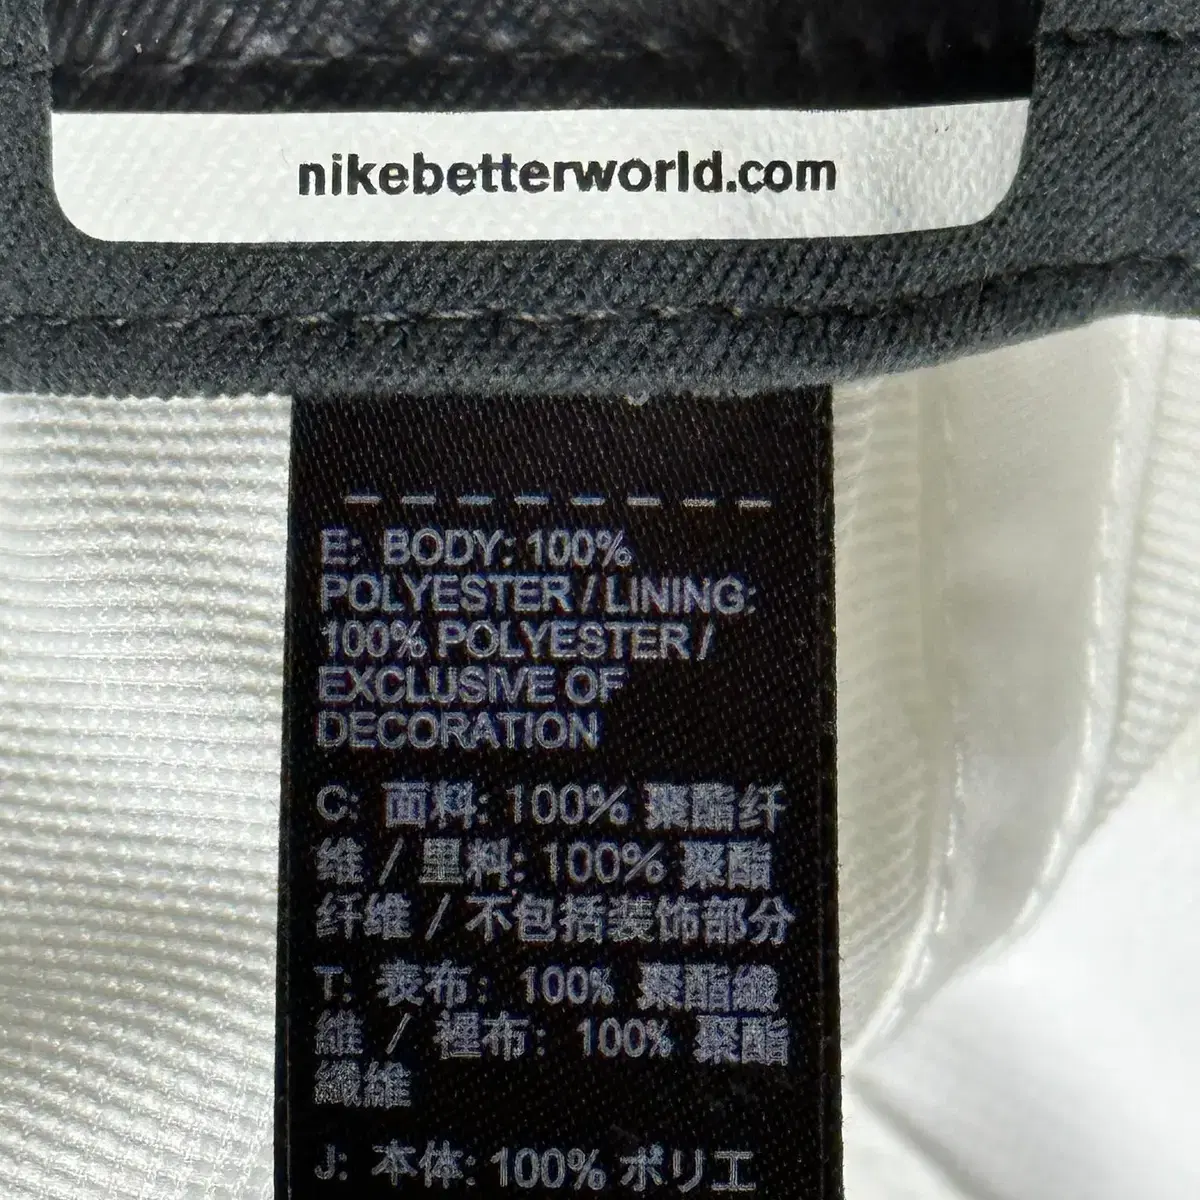 nikebetterworld.com
E: BODY: 100%
POLYESTER / LINING:
100% POLYESTER /
EXCLUSIVE OF
DECORATION
C: 面料: 100% 聚酯纤
维 / 里料: 100% 聚酯
纤维 / 不包括装饰部分
T: 表布: 100% 聚酯纖
維 / 裡布: 100% 聚酯
纖維
J: 本体: 100% ポリエ